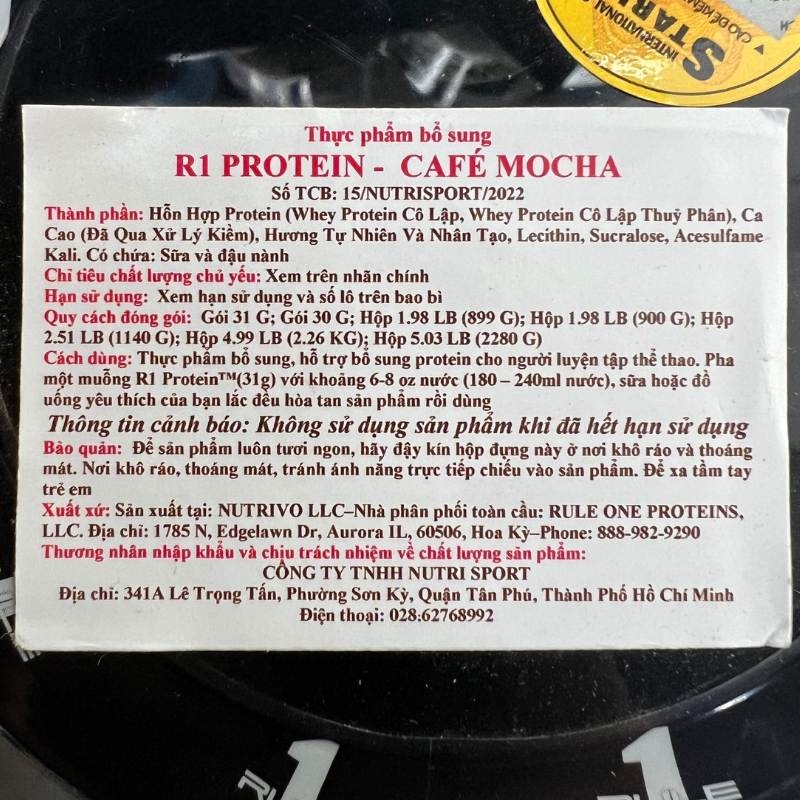 INTERNATIONAL
STAR
CÀO ĐỂ KIỂM
Thực phẩm bổ sung
R1 PROTEIN - CAFÉ MOCHA
Số TCB: 15/NUTRISPORT/2022
Thành phần: Hỗn Hợp Protein (Whey Protein Cô Lập, Whey Protein Cô Lập Thuỷ Phân), Ca
Cao (Đã Qua Xử Lý Kiềm), Hương Tự Nhiên Và Nhân Tạo, Lecithin, Sucralose, Acesulfame
Kali. Có chứa: Sữa và đậu nành
Chỉ tiêu chất lượng chủ yếu: Xem trên nhãn chính
Hạn sử dụng: Xem hạn sử dụng và số lô trên bao bì
Quy cách đóng gói: Gói 31 G; Gói 30 G; Hộp 1.98 LB (899 G); Hộp 1.98 LB (900 G); Hộp
2.51 LB (1140 G); Hộp 4.99 LB (2.26 KG); Hộp 5.03 LB (2280 G)
Cách dùng: Thực phẩm bổ sung, hỗ trợ bổ sung protein cho người luyện tập thể thao. Pha
một muỗng R1 Protein™(31g) với khoảng 6-8 oz nước (180 – 240ml nước), sữa hoặc đồ
uống yêu thích của bạn lắc đều hòa tan sản phẩm rồi dùng
Thông tin cảnh báo: Không sử dụng sản phẩm khi đã hết hạn sử dụng
Bảo quản: Để sản phẩm luôn tươi ngon, hãy đậy kín hộp đựng này ở nơi khô ráo và thoáng
mát. Nơi khô ráo, thoáng mát, tránh ánh nắng trực tiếp chiếu vào sản phẩm. Để xa tầm tay
trẻ em
Xuất xứ: Sản xuất tại: NUTRIVO LLC–Nhà phân phối toàn cầu: RULE ONE PROTEINS,
LLC. Địa chỉ: 1785 N, Edgelawn Dr, Aurora IL, 60506, Hoa Kỳ–Phone: 888-982-9290
Thương nhân nhập khẩu và chịu trách nhiệm về chất lượng sản phẩm:
CÔNG TY TNHH NUTRI SPORT
Địa chỉ: 341A Lê Trọng Tấn, Phường Sơn Kỳ, Quận Tân Phú, Thành Phố Hồ Chí Minh
Điện thoại: 028.62768992